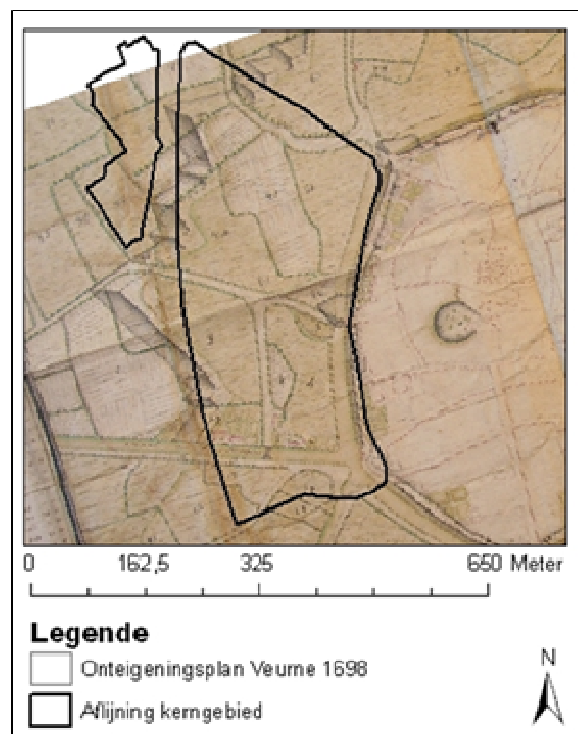 0 162,5 325 650 Meter
Legende
N
Onteigeningsplan Veurne 1698
Aflijning kerngebied